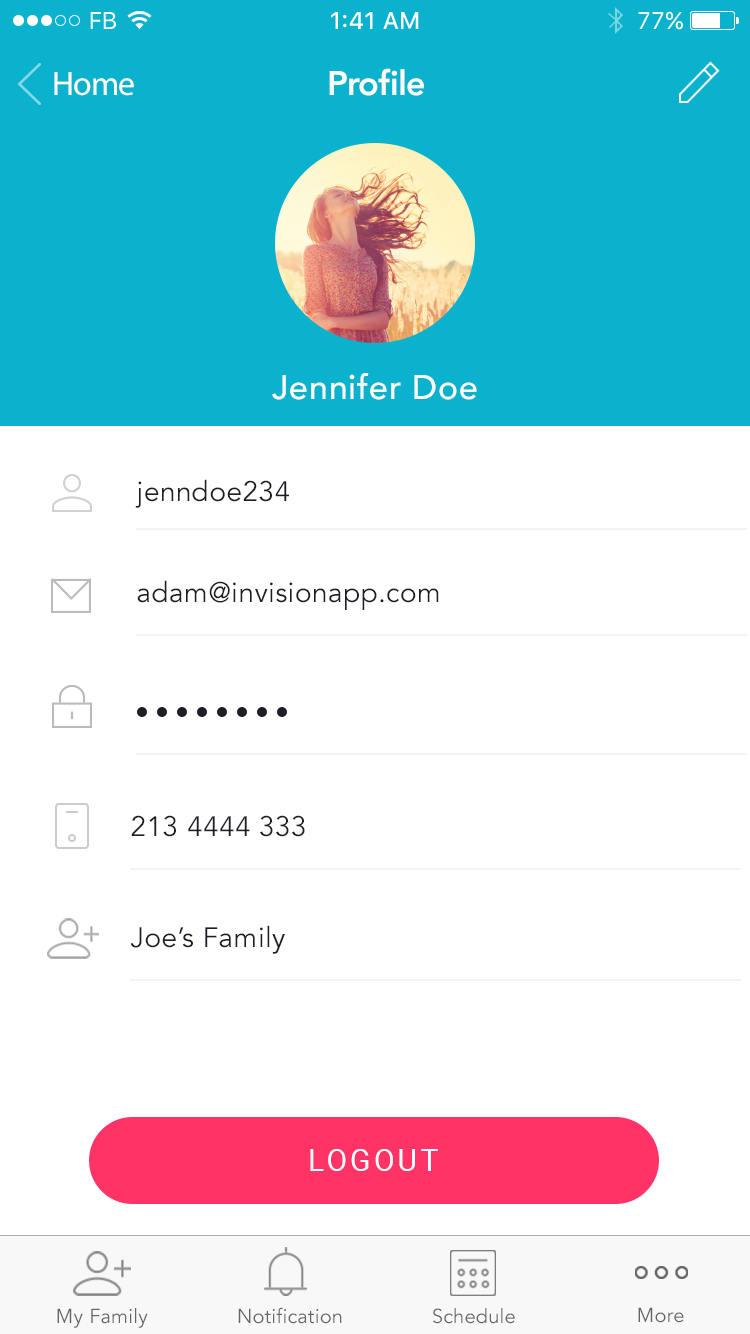 FB 1:41 AM 77%
Home Profile
Jennifer Doe
jenndoe234
adam@invisionapp.com
••••••••
213 4444 333
Joe’s Family
LOGOUT
My Family Notification Schedule More